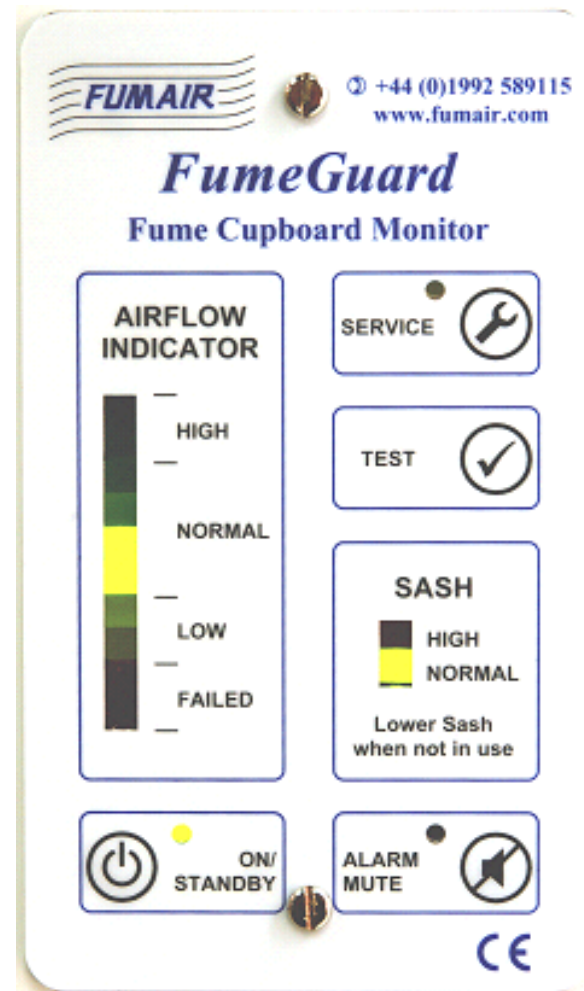 FUMAIR
+44 (0)1992 589115
www.fumair.com
FumeGuard
Fume Cupboard Monitor
AIRFLOW
INDICATOR
HIGH
NORMAL
LOW
FAILED
SERVICE
TEST
SASH
HIGH
NORMAL
Lower Sash
when not in use
ON/
STANDBY
ALARM
MUTE
CE